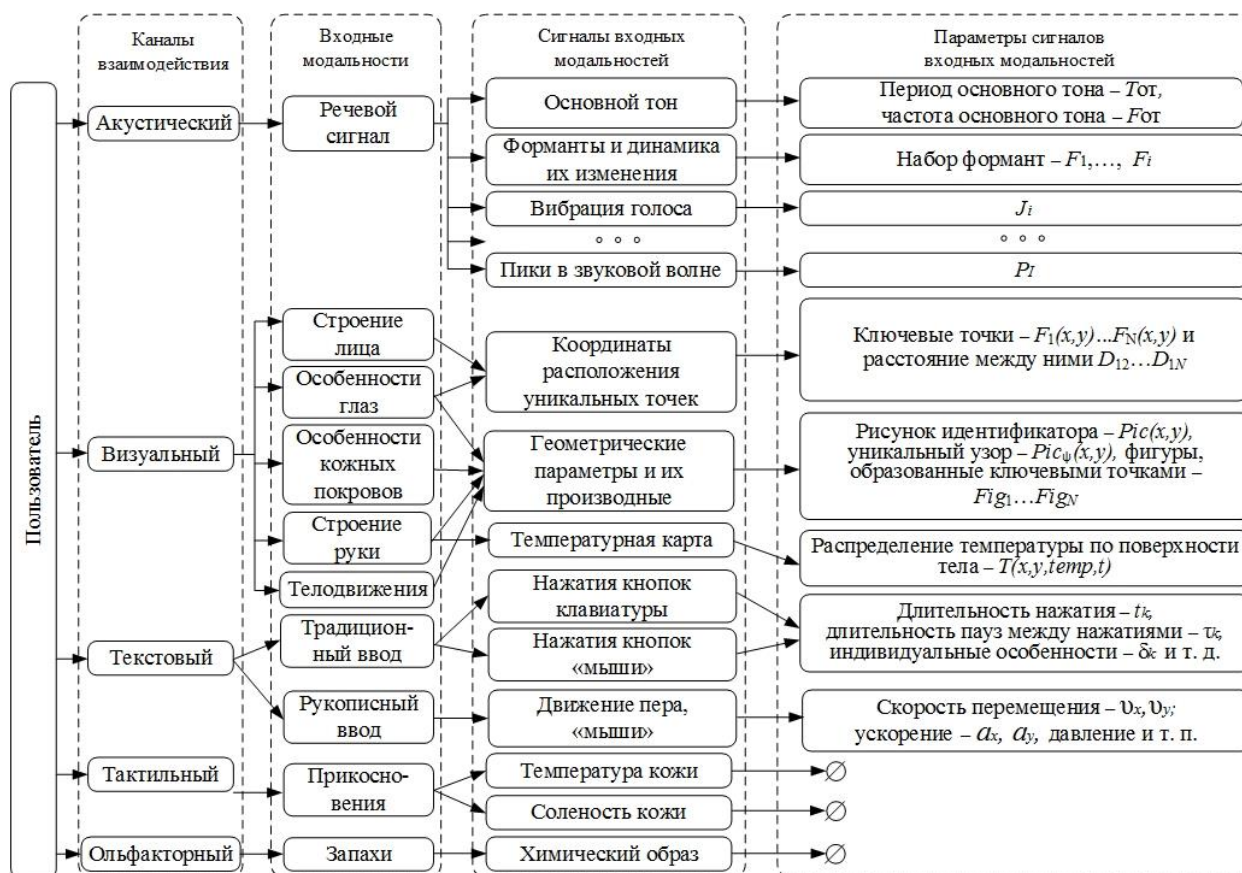 Каналы
взаимодействия
Входные
модальности
Сигналы входных
модальностей
Параметры сигналов
входных модальностей
Пользователь
Акустический
Речевой
сигнал
Основной тон
Период основного тона – Tот,
частота основного тона – Fот
Форманты и динамика
их изменения
Набор формант – F1,…, Fi
Вибрация голоса
Ji
Пики в звуковой волне
PI
Визуальный
Строение
лица
Особенности
глаз
Особенности
кожных
покровов
Строение
руки
Телодвижения
Координаты
расположения
уникальных точек
Ключевые точки – F1(x,y)...FN(x,y) и
расстояние между ними D12…D1N
Геометрические
параметры и их
производные
Рисунок идентификатора – Pic(x,y),
уникальный узор – Picψ(x,y), фигуры,
образованные ключевыми точками –
Fig1…FigN
Температурная карта
Распределение температуры по поверхности
тела – T(x,y,temp,t)
Текстовый
Традицион-
ный ввод
Нажатия кнопок
клавиатуры
Нажатия кнопок
«мыши»
Длительность нажатия – tk,
длительность пауз между нажатиями – τk,
индивидуальные особенности – δk и т. д.
Рукописный
ввод
Движение пера,
«мыши»
Скорость перемещения – υx,υy;
ускорение – ax, ay, давление и т. п.
Тактильный
Прикосно-
вения
Температура кожи
∅
Соленость кожи
∅
Ольфакторный
Запахи
Химический образ
∅